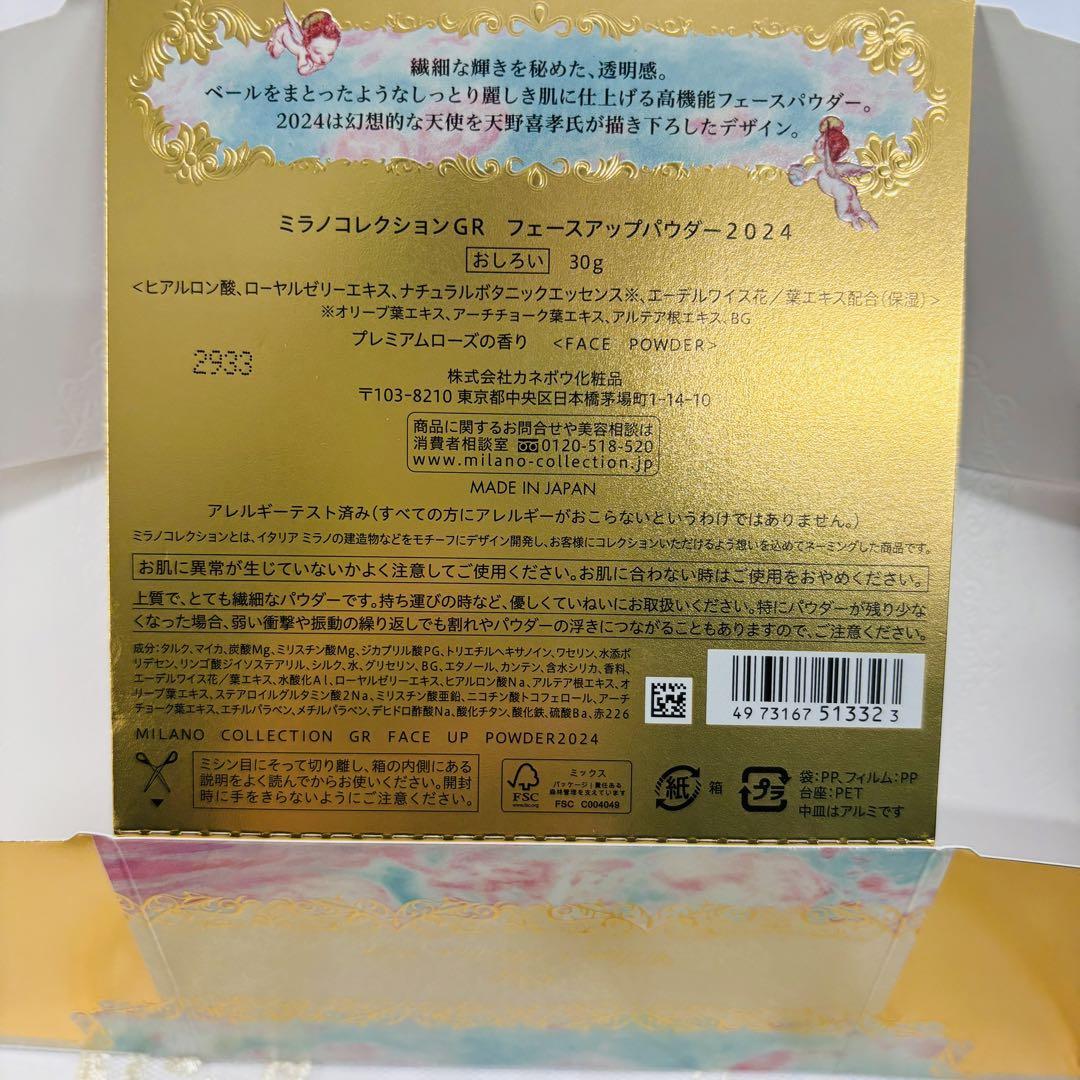 繊細な輝きを秘めた、透明感。
ベールをまとったようなしっとり麗しき肌に仕上げる高機能フェースパウダー。
2024は幻想的な天使を天野喜孝氏が描き下ろしたデザイン。
ミラノコレクションGR フェースアップパウダー2024
おしろい 30g
<ヒアルロン酸、ローヤルゼリーエキス、ナチュラルボタニックエッセンス※、エーデルワイス花/葉エキス配合(保湿)>
※オリーブ葉エキス、アーチチョーク葉エキス、アルテア根エキス、BG
プレミアムローズの香り <FACE POWDER>
2933
株式会社カネボウ化粧品
〒103-8210 東京都中央区日本橋茅場町1-14-10
商品に関するお問合せや美容相談は
消費者相談室 0120-518-520
www.milano-collection.jp
MADE IN JAPAN
アレルギーテスト済み(すべての方にアレルギーがおこらないというわけではありません。)
ミラノコレクションとは、イタリア ミラノの建造物などをモチーフにデザイン開発し、お客様にコレクションいただけるよう想いを込めてネーミングした商品です。
お肌に異常が生じていないかよく注意してご使用ください。お肌に合わない時はご使用をおやめください。
上質で、とても繊細なパウダーです。持ち運びの時など、優しくていねいにお取扱いください。特にパウダーが残り少な
くなった場合、弱い衝撃や振動の繰り返しでも割れやパウダーの浮きにつながることもありますので、ご注意ください。
成分:タルク、マイカ、炭酸Mg、ミリスチン酸Mg、ジカプリル酸PG、トリエチルヘキサノイン、ワセリン、水添ポ
リデセン、リンゴ酸ジイソステアリル、シルク、水、グリセリン、BG、エタノール、カンテン、含水シリカ、香料、
エーデルワイス花/葉エキス、水酸化Al、ローヤルゼリーエキス、ヒアルロン酸Na、アルテア根エキス、オ
リーブ葉エキス、ステアロイルグルタミン酸2Na、ミリスチン酸亜鉛、ニコチン酸トコフェロール、アーチ
チョーク葉エキス、エチルパラベン、メチルパラベン、デヒドロ酢酸Na、酸化チタン、酸化鉄、硫酸Ba、赤226
4973167 513323
MILANO COLLECTION GR FACE UP POWDER2024
ミシン目にそって切り離し、箱の内側にある
説明をよく読んでからお使いください。開封
時に手をきらないようにご注意ください。
FSC
www.fsc.org
ミックス
パッケージ|責任ある
森林管理を支えています
FSC C004049
紙 箱
プラ
袋:PP、フィルム:PP
台座:PET
中皿はアルミです